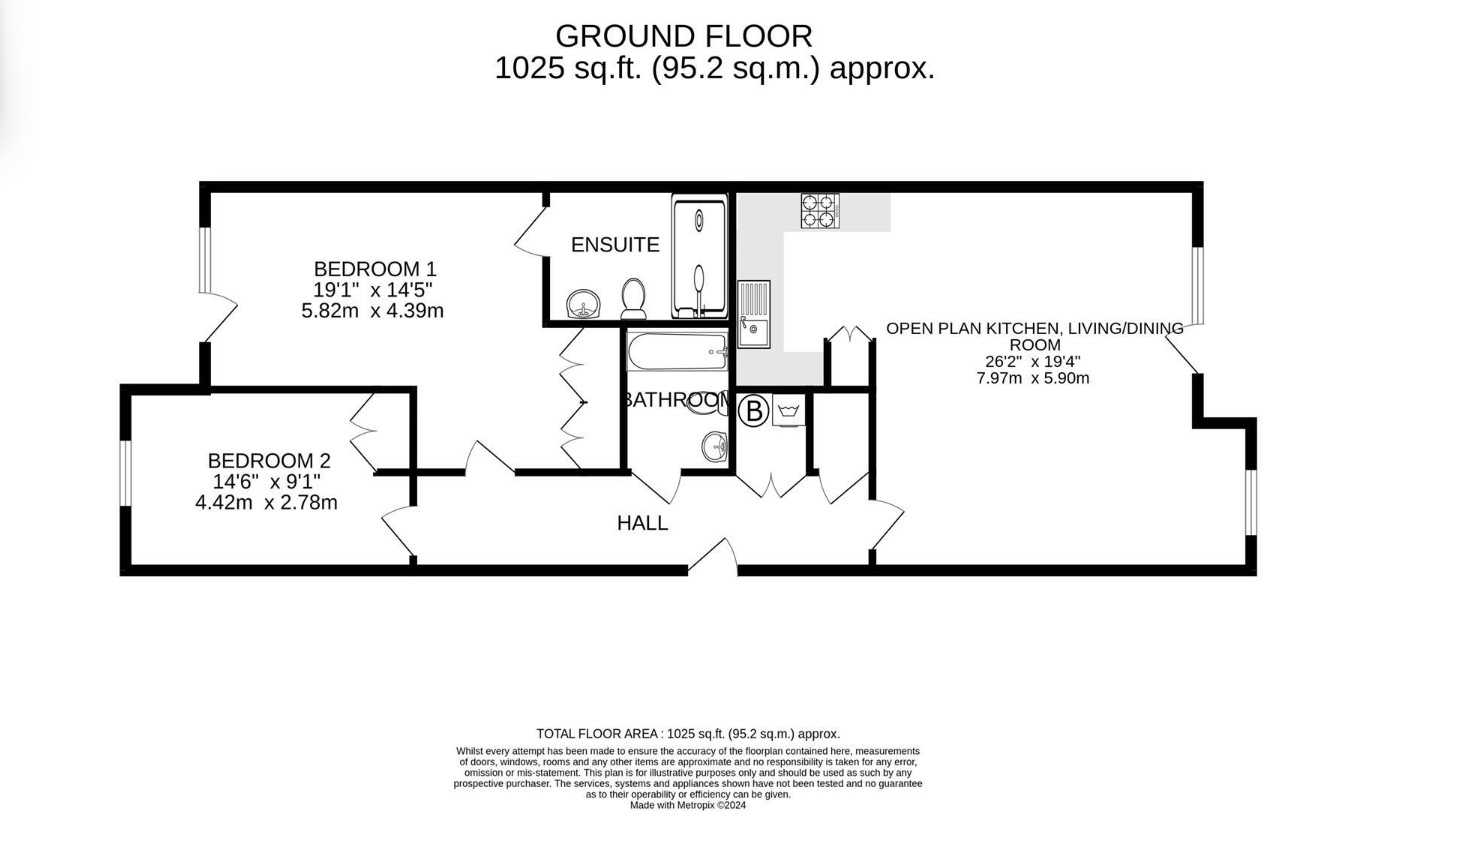 GROUND FLOOR
1025 sq.ft. (95.2 sq.m.) approx.
BEDROOM 1
19'1" x 14'5"
5.82m x 4.39m
ENSUITE
OPEN PLAN KITCHEN, LIVING/DINING
ROOM
26'2" x 19'4"
7.97m x 5.90m
BATHROOM
B
BEDROOM 2
14'6" x 9'1"
4.42m x 2.78m
HALL
TOTAL FLOOR AREA : 1025 sq.ft. (95.2 sq.m.) approx.
Whilst every attempt has been made to ensure the accuracy of the floorplan contained here, measurements
of doors, windows, rooms and any other items are approximate and no responsibility is taken for any error,
omission or mis-statement. This plan is for illustrative purposes only and should be used as such by any
prospective purchaser. The services, systems and appliances shown have not been tested and no guarantee
as to their operability or efficiency can be given.
Made with Metropix ©2024